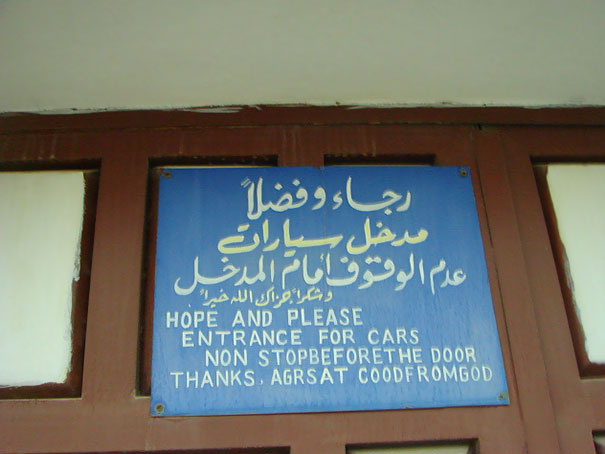 رجاء وفضلاً
مدخل سيارات
عدم الوقوف أمام المدخل
وشكراً جزاك الله خيراً
HOPE AND PLEASE
ENTRANCE FOR CARS
NON STOPBEFORETHE DOOR
THANKS. AGRSAT COODFROMGOD